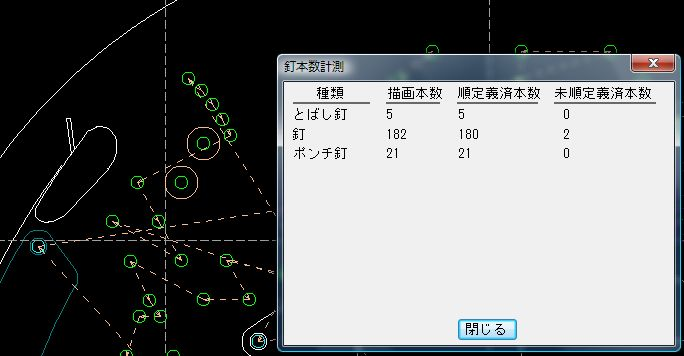 釘本数計測
種類 描画本数 順定義済本数 未順定義済本数
とばし釘 5 5 0
釘 182 180 2
ポンチ釘 21 21 0
閉じる